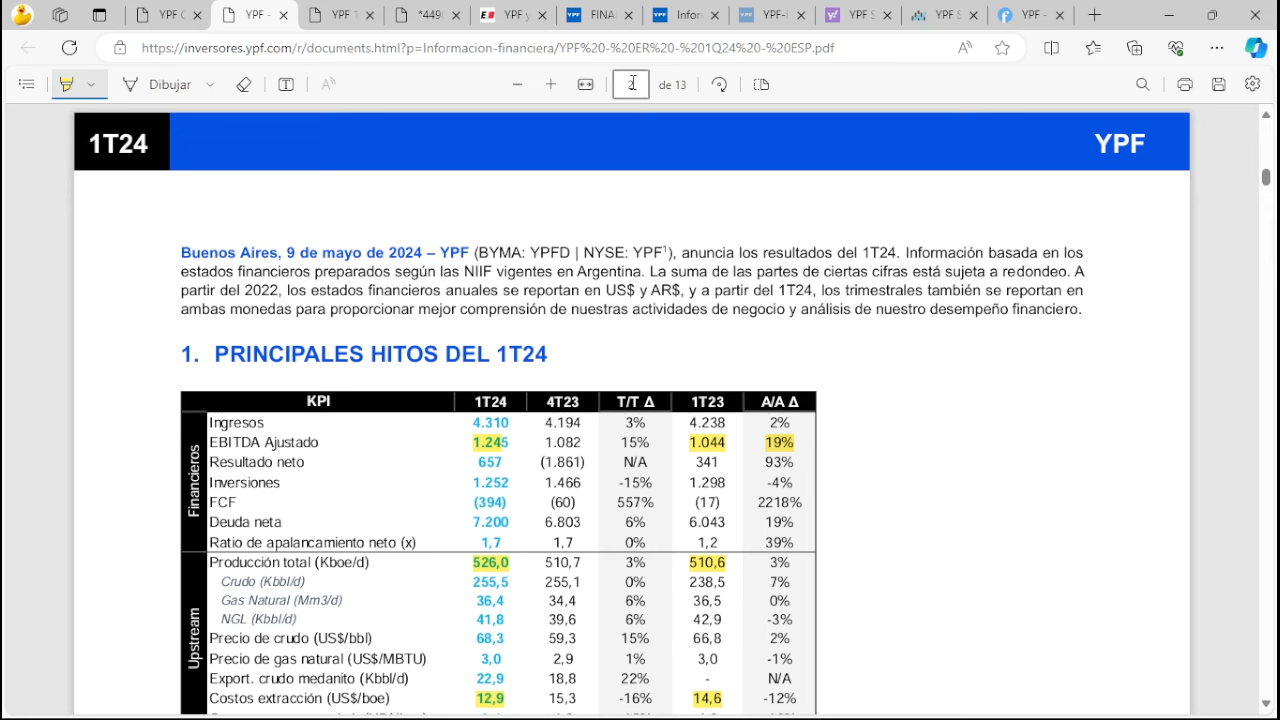 YPF (
YPF -
YPF 1
*449(
YPF y
FINA
Inforr
YPF-I
YPF S
YPF S
YPF -
https://inversores.ypf.com/r/documents.html?p=Informacion-financiera/YPF%20-%20ER%20-%201Q24%20-%20ESP.pdf
Dibujar
2
de 13
1T24
YPF
Buenos Aires, 9 de mayo de 2024 – YPF (BYMA: YPFD | NYSE: YPF¹), anuncia los resultados del 1T24. Información basada en los
estados financieros preparados según las NIIF vigentes en Argentina. La suma de las partes de ciertas cifras está sujeta a redondeo. A
partir del 2022, los estados financieros anuales se reportan en US$ y AR$, y a partir del 1T24, los trimestrales también se reportan en
ambas monedas para proporcionar mejor comprensión de nuestras actividades de negocio y análisis de nuestro desempeño financiero.
1. PRINCIPALES HITOS DEL 1T24
KPI 1T24 4T23 T/T Δ 1T23 A/A Δ
Financieros
Ingresos 4.310 4.194 3% 4.238 2%
EBITDA Ajustado 1.245 1.082 15% 1.044 19%
Resultado neto 657 (1.861) N/A 341 93%
Inversiones 1.252 1.466 -15% 1.298 -4%
FCF (394) (60) 557% (17) 2218%
Deuda neta 7.200 6.803 6% 6.043 19%
Ratio de apalancamiento neto (x) 1,7 1,7 0% 1,2 39%
Upstream
Producción total (Kboe/d) 526,0 510,7 3% 510,6 3%
Crudo (Kbbl/d) 255,5 255,1 0% 238,5 7%
Gas Natural (Mm3/d) 36,4 34,4 6% 36,5 0%
NGL (Kbbl/d) 41,8 39,6 6% 42,9 -3%
Precio de crudo (US$/bbl) 68,3 59,3 15% 66,8 2%
Precio de gas natural (US$/MBTU) 3,0 2,9 1% 3,0 -1%
Export. crudo medanito (Kbbl/d) 22,9 18,8 22% - N/A
Costos extracción (US$/boe) 12,9 15,3 -16% 14,6 -12%